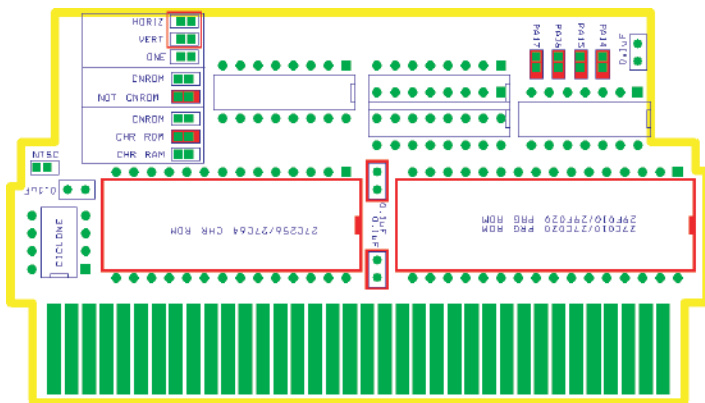 HORIZ
VERT
ONE
CNROM
NOT CNROM
CNROM
CHR ROM
CHR RAM
PA17
PA16
PA15
PA14
0.1uF
NTSC
0.1uF
CICLONE
27C256/27C64 CHR ROM
0.1uF
0.1uF
29F010/29F020 PRG ROM
27C010/27C020 PRG ROM